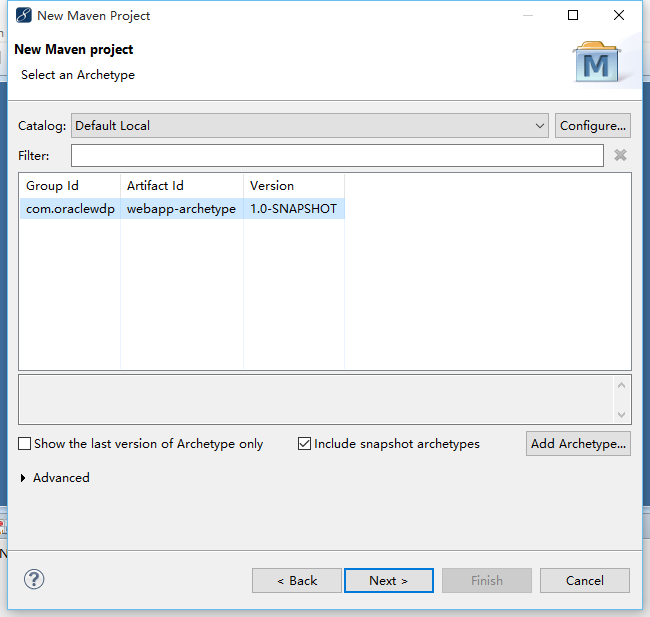 New Maven Project
New Maven project
Select an Archetype
M
Catalog: Default Local Configure...
Filter:
Group Id Artifact Id Version
com.oraclewdp webapp-archetype 1.0-SNAPSHOT
Show the last version of Archetype only Include snapshot archetypes Add Archetype...
Advanced
? < Back Next > Finish Cancel